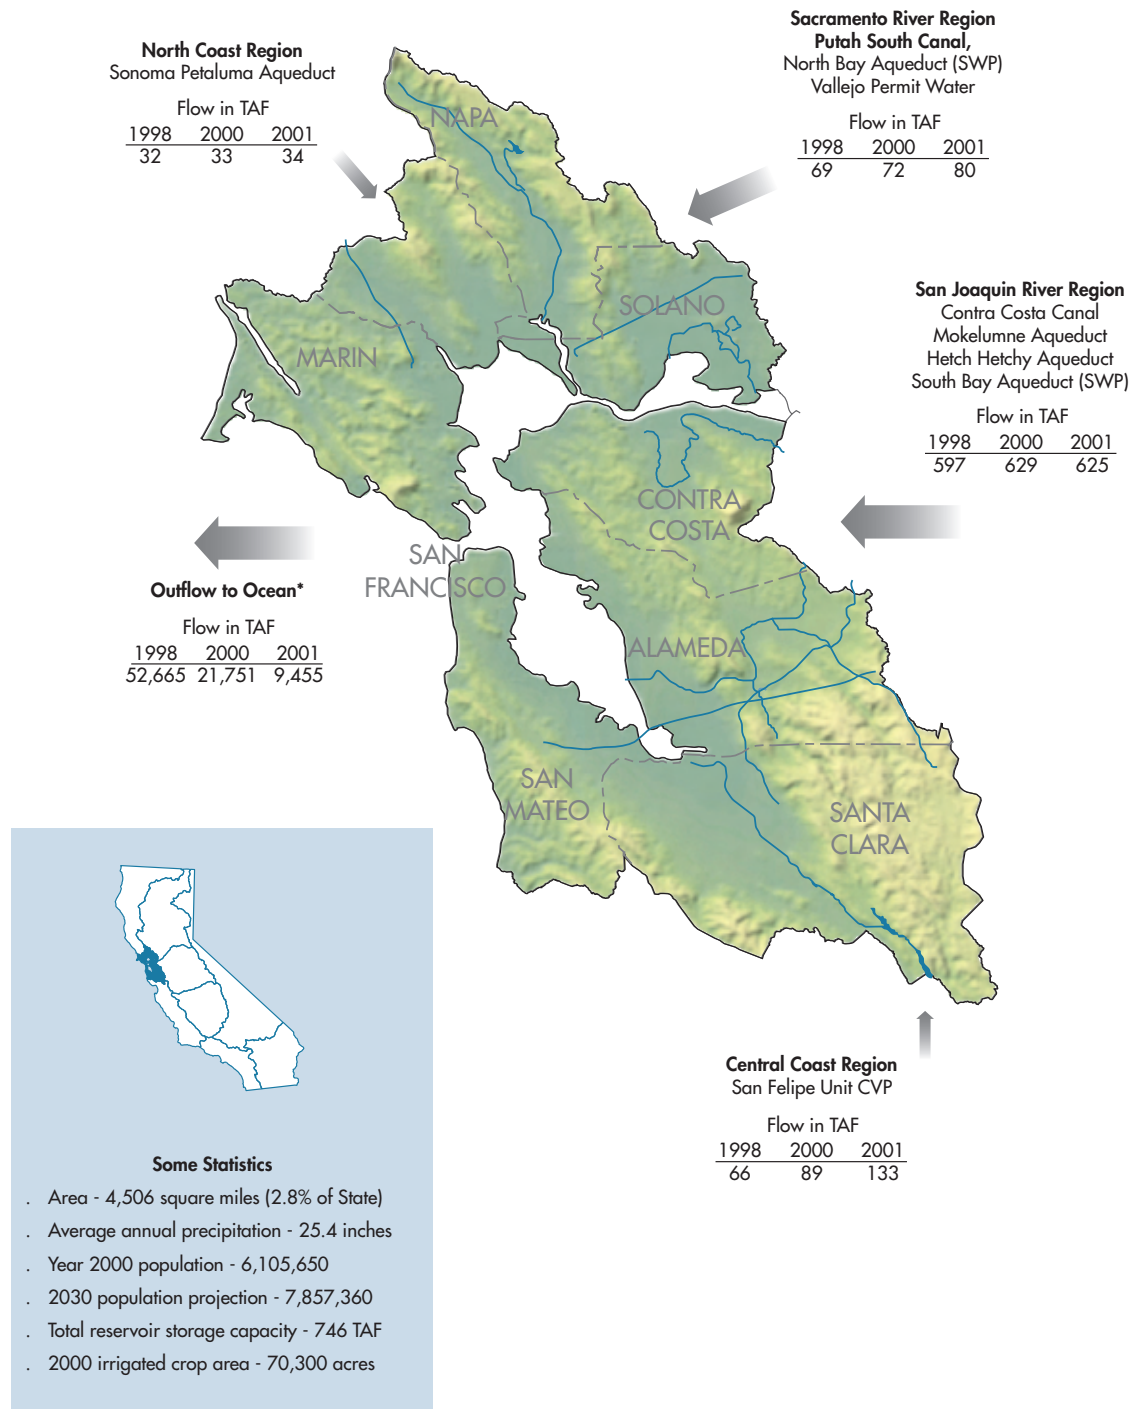 North Coast Region
Sonoma Petaluma Aqueduct
Flow in TAF
1998 2000 2001
32 33 34
Sacramento River Region
Putah South Canal,
North Bay Aqueduct (SWP)
Vallejo Permit Water
Flow in TAF
1998 2000 2001
69 72 80
San Joaquin River Region
Contra Costa Canal
Mokelumne Aqueduct
Hetch Hetchy Aqueduct
South Bay Aqueduct (SWP)
Flow in TAF
1998 2000 2001
597 629 625
NAPA
SOLANO
MARIN
CONTRA
COSTA
SAN
FRANCISCO
ALAMEDA
SAN
MATEO
SANTA
CLARA
Outflow to Ocean*
Flow in TAF
1998 2000 2001
52,665 21,751 9,455
Central Coast Region
San Felipe Unit CVP
Flow in TAF
1998 2000 2001
66 89 133
Some Statistics
. Area - 4,506 square miles (2.8% of State)
. Average annual precipitation - 25.4 inches
. Year 2000 population - 6,105,650
. 2030 population projection - 7,857,360
. Total reservoir storage capacity - 746 TAF
. 2000 irrigated crop area - 70,300 acres